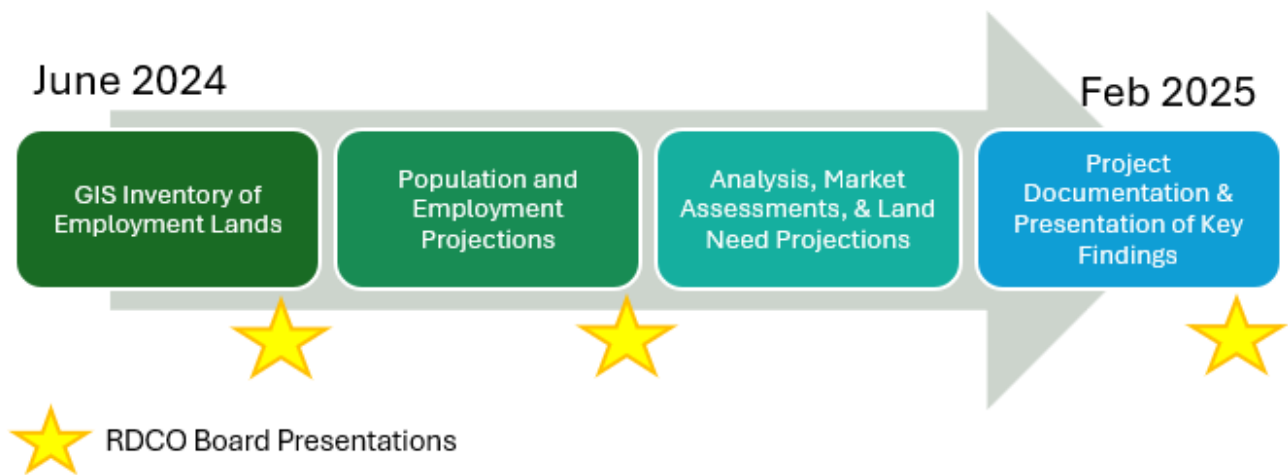 June 2024
Feb 2025
GIS Inventory of
Employment Lands
Population and
Employment
Projections
Analysis, Market
Assessments, & Land
Need Projections
Project
Documentation &
Presentation of Key
Findings
RDCO Board Presentations